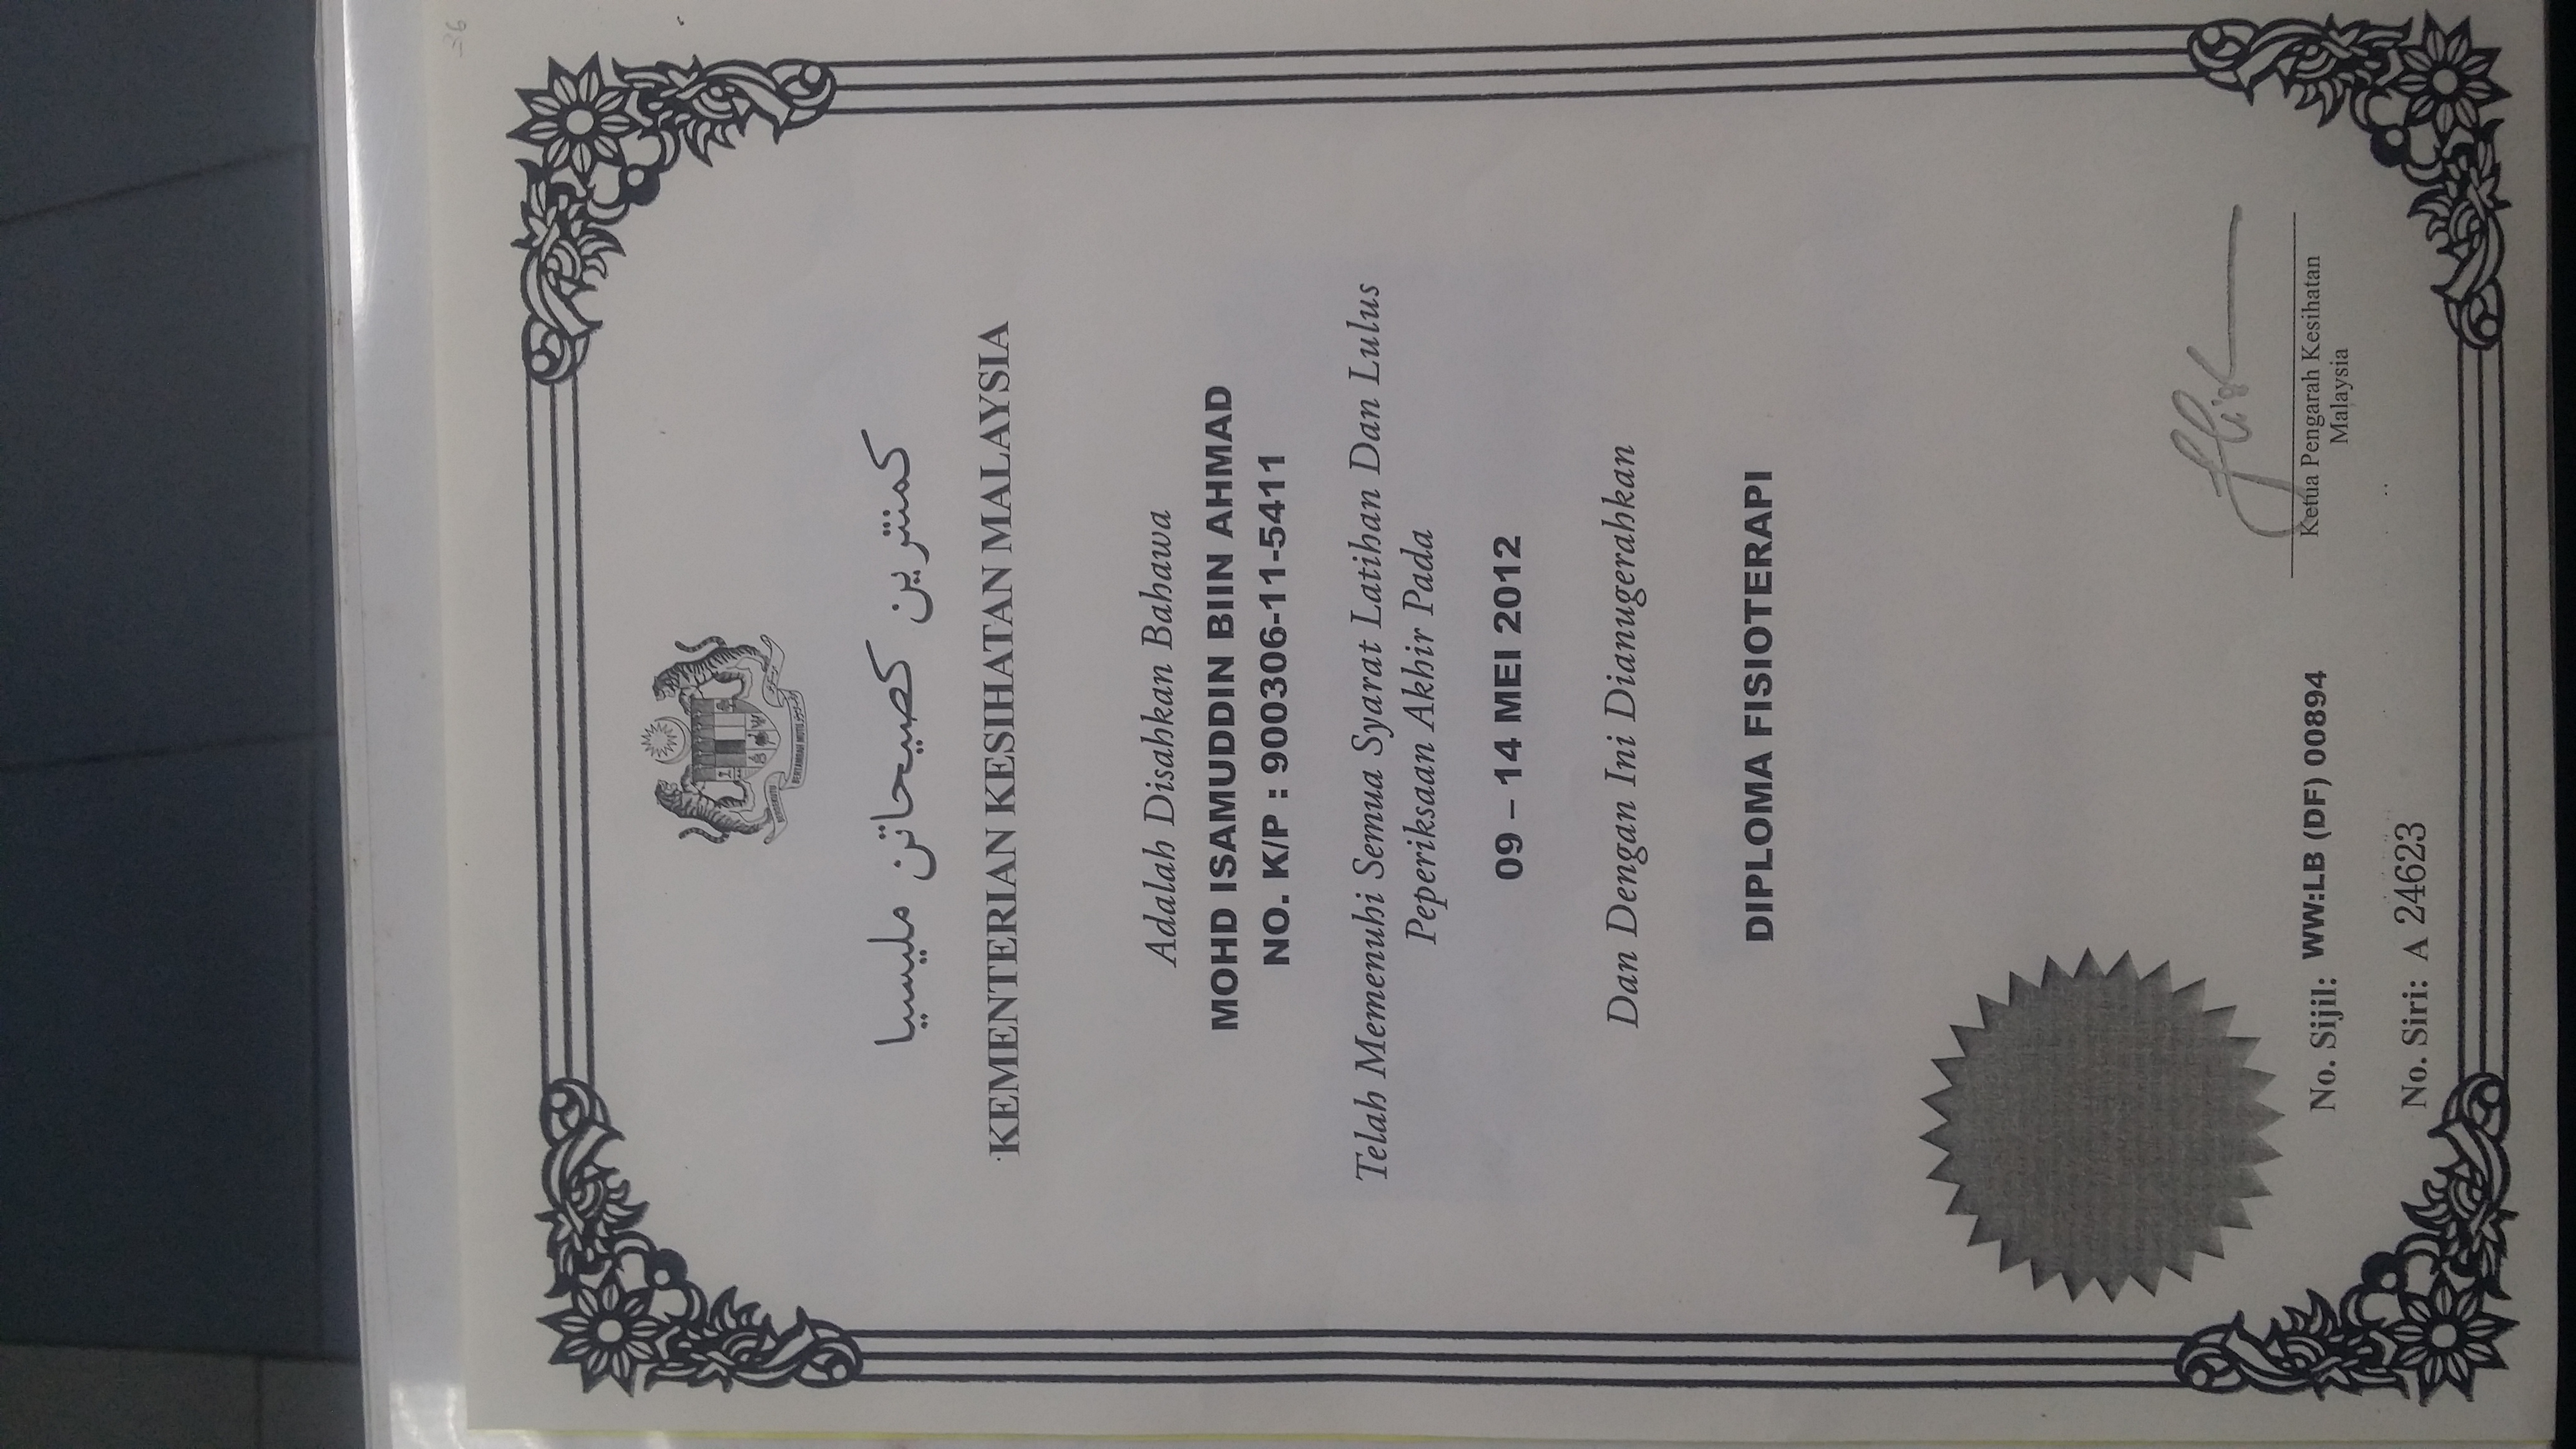 كمنترين كصيحاتن مليسيا
KEMENTERIAN KESIHATAN MALAYSIA
Adalah Disahkan Bahawa
MOHD ISAMUDDIN BIIN AHMAD
NO. K/P : 900306-11-5411
Telah Memenuhi Semua Syarat Latihan Dan Lulus
Peperiksaan Akhir Pada
09 – 14 MEI 2012
Dan Dengan Ini Dianugerahkan
DIPLOMA FISIOTERAPI
Ketua Pengarah Kesihatan
Malaysia
No. Sijil: WW:LB (DF) 00894
No. Siri: A 24623